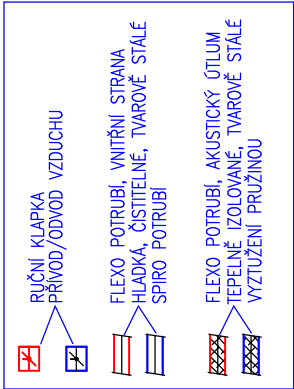 RUČNÍ KLAPKA
PŘÍVOD/ODVOD VZDUCHU
FLEXO POTRUBÍ, VNITŘNÍ STRANA
HLADKÁ, ČISTITELNÉ, TVAROVĚ STÁLÉ
SPIRO POTRUBÍ
FLEXO POTRUBÍ, AKUSTICKÝ ÚTLUM
TEPELNĚ IZOLOVANÉ, TVAROVĚ STÁLÉ
VYZTUŽENÍ PRUŽINOU